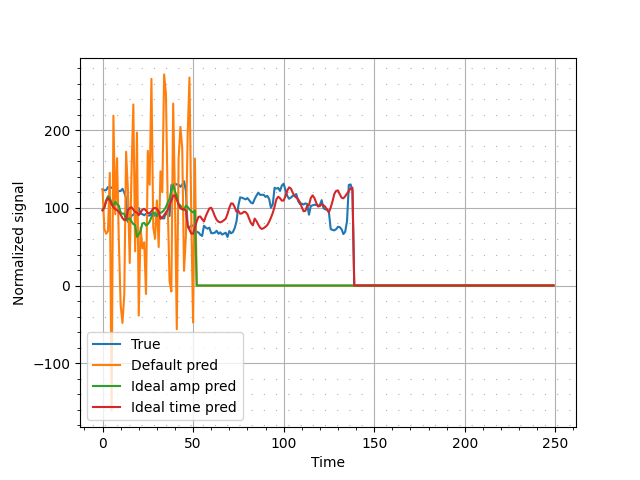 Normalized signal
200
100
0
−100
True
Default pred
Ideal amp pred
Ideal time pred
0 50 100 150 200 250
Time